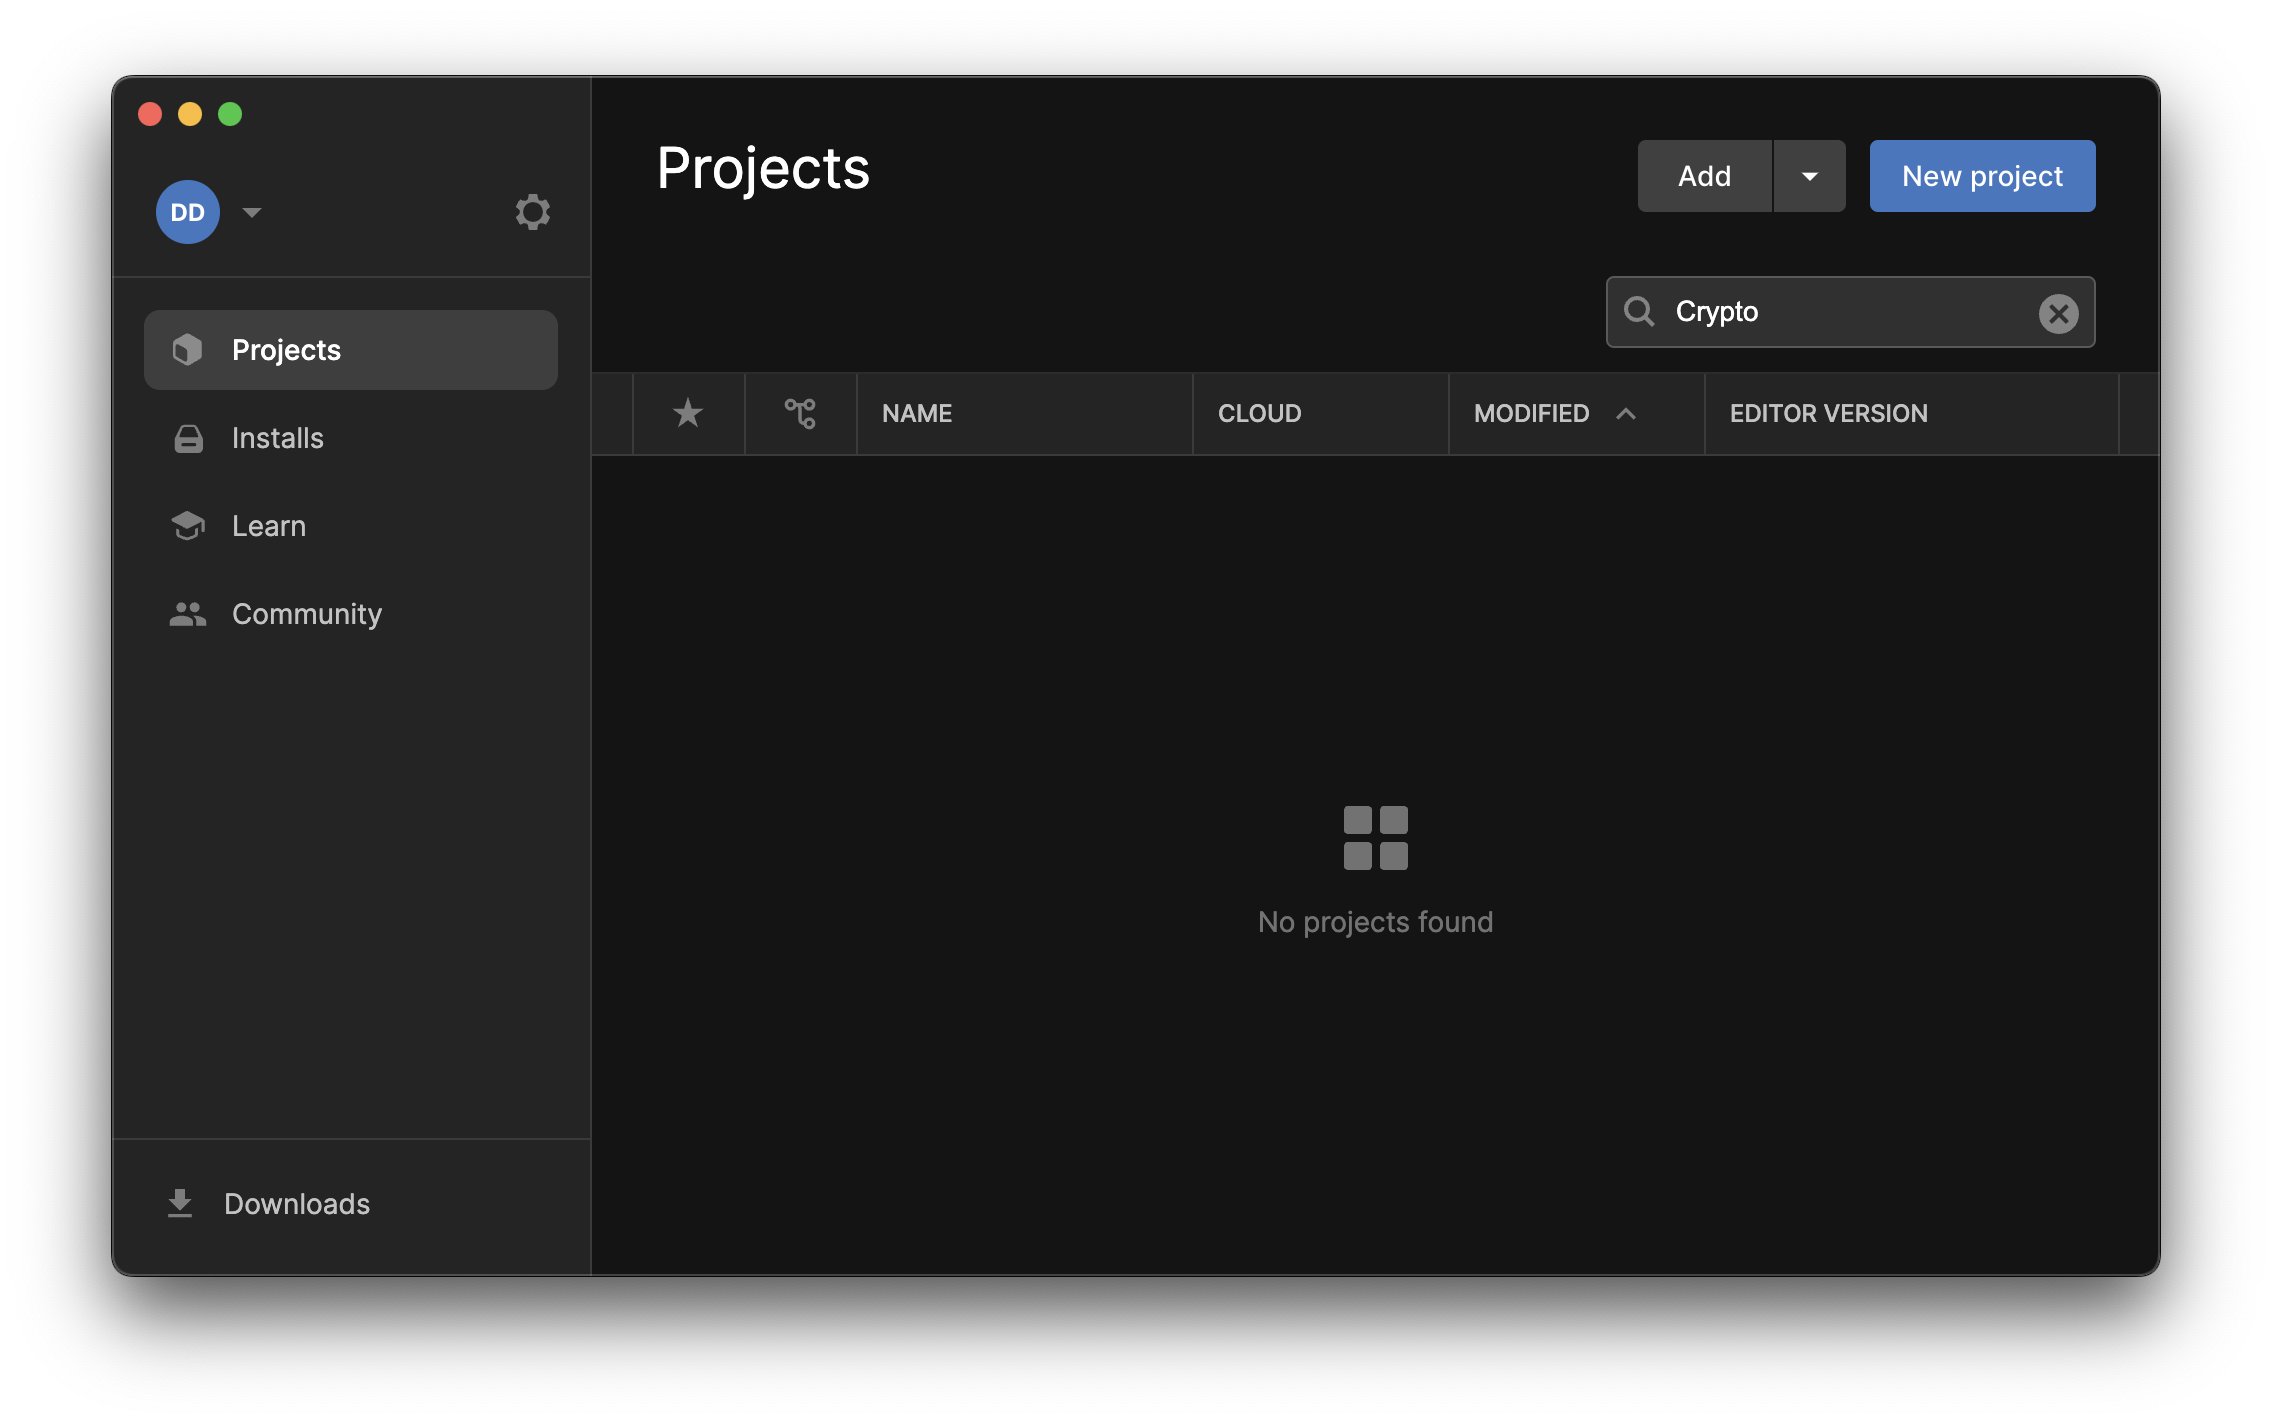 DD
Projects
Installs
Learn
Community
Downloads
Projects
Add
New project
Crypto
NAME CLOUD MODIFIED EDITOR VERSION
No projects found